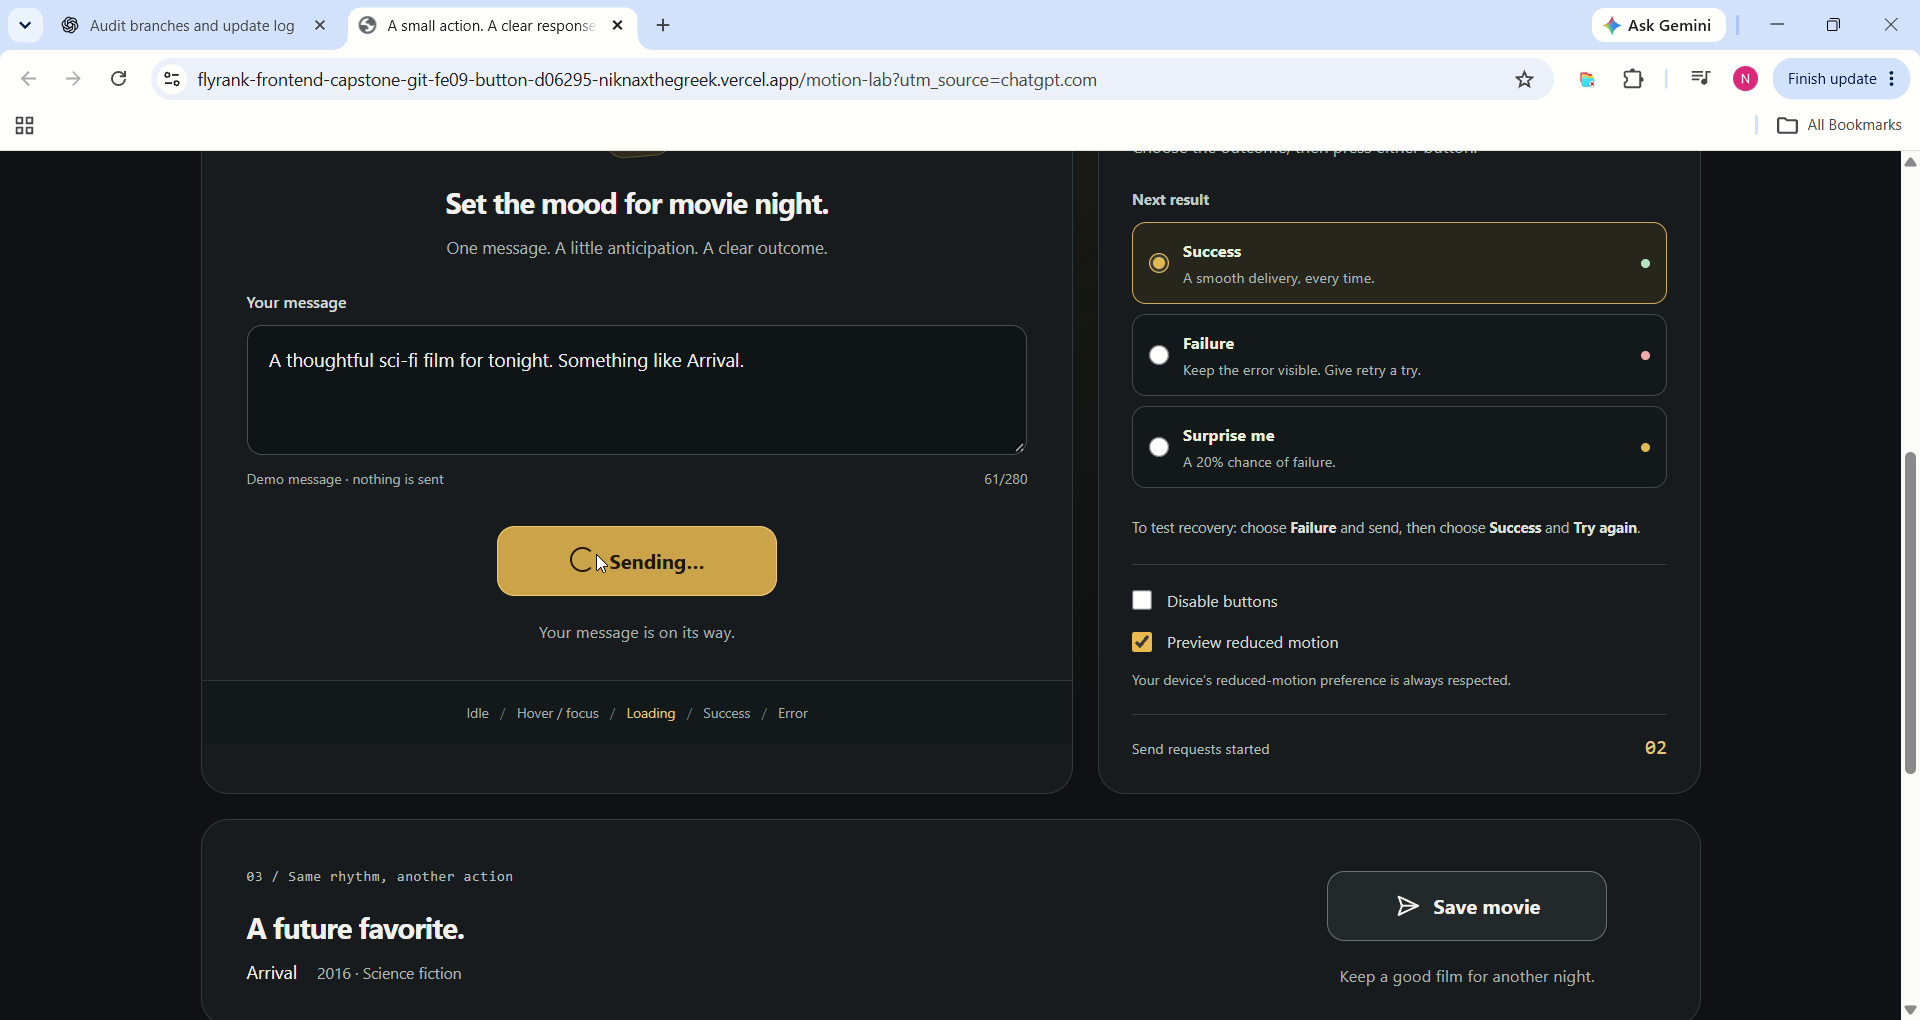 Audit branches and update log
A small action. A clear response
Ask Gemini
flyrank-frontend-capstone-git-fe09-button-d06295-niknaxthegreek.vercel.app/motion-lab?utm_source=chatgpt.com
N
Finish update
All Bookmarks
Choose the outcome, then press either button.
Set the mood for movie night.
One message. A little anticipation. A clear outcome.
Your message
A thoughtful sci-fi film for tonight. Something like Arrival.
Demo message · nothing is sent
61/280
Sending...
Your message is on its way.
Idle / Hover / focus / Loading / Success / Error
Next result
Success
A smooth delivery, every time.
Failure
Keep the error visible. Give retry a try.
Surprise me
A 20% chance of failure.
To test recovery: choose Failure and send, then choose Success and Try again.
Disable buttons
Preview reduced motion
Your device's reduced-motion preference is always respected.
Send requests started
02
03 / Same rhythm, another action
A future favorite.
Arrival 2016 · Science fiction
Save movie
Keep a good film for another night.